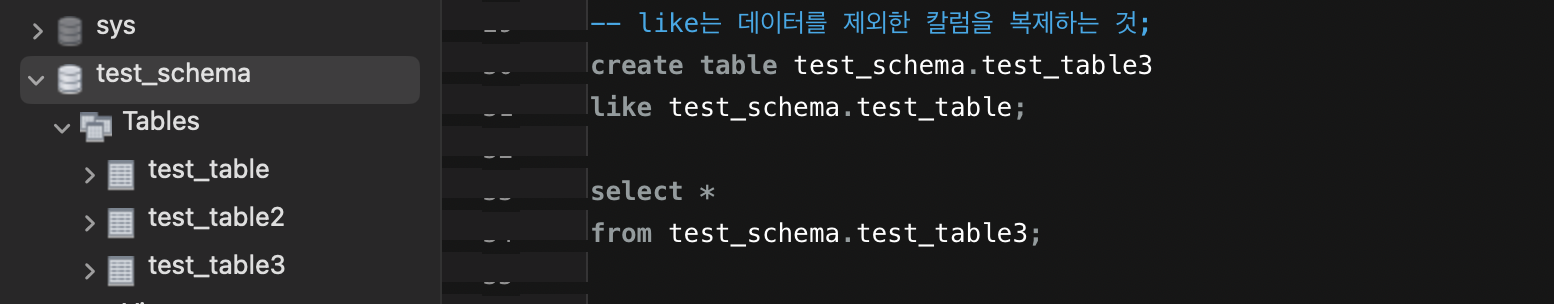 sys
test_schema
Tables
test_table
test_table2
test_table3
-- like는 데이터를 제외한 칼럼을 복제하는 것;
create table test_schema.test_table3
like test_schema.test_table;
select *
from test_schema.test_table3;